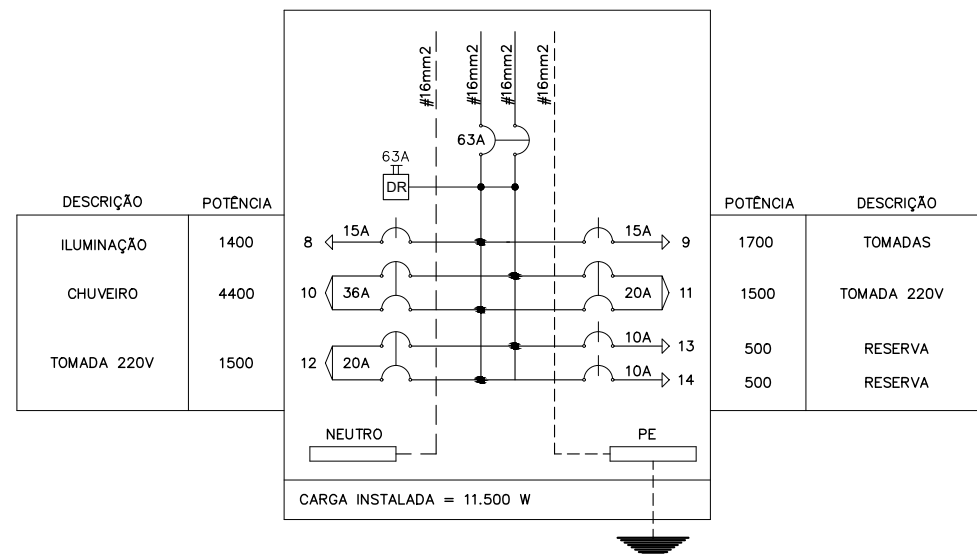 #16mm2
#16mm2
#16mm2
#16mm2
63A
63A
DR
DESCRIÇÃO
POTÊNCIA
POTÊNCIA
DESCRIÇÃO
ILUMINAÇÃO
1400
8
15A
15A
9
1700
TOMADAS
CHUVEIRO
4400
10
36A
20A
11
1500
TOMADA 220V
TOMADA 220V
1500
12
20A
10A
13
500
RESERVA
10A
14
500
RESERVA
NEUTRO
PE
CARGA INSTALADA = 11.500 W